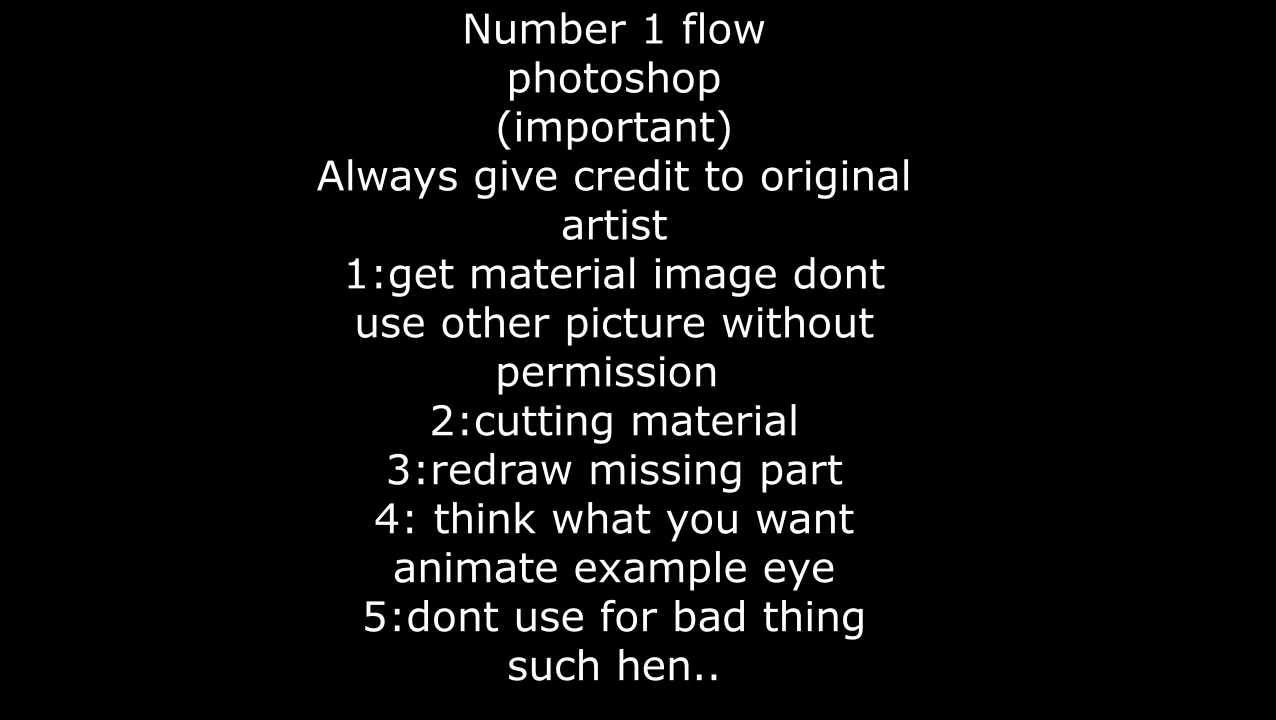 Number 1 flow
photoshop
(important)
Always give credit to original
artist
1:get material image dont
use other picture without
permission
2:cutting material
3:redraw missing part
4: think what you want
animate example eye
5:dont use for bad thing
such hen..